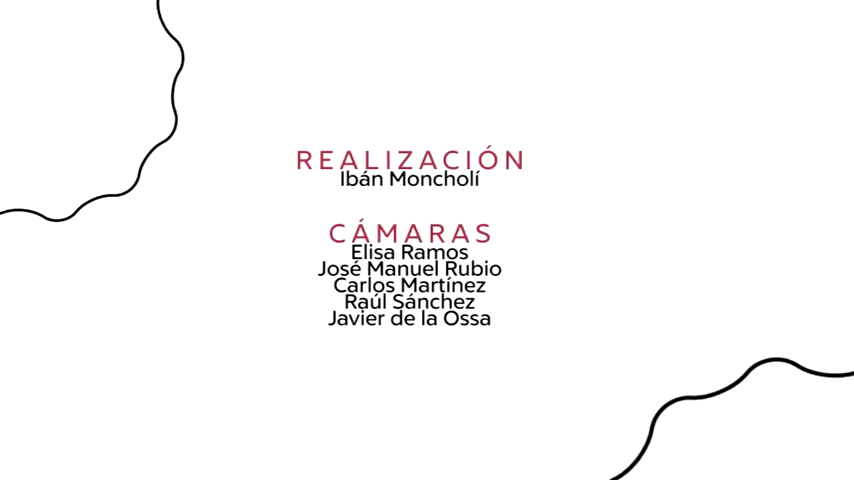 REALIZACIÓN
Ibán Moncholí
CÁMARAS
Elisa Ramos
José Manuel Rubio
Carlos Martínez
Raúl Sánchez
Javier de la Ossa